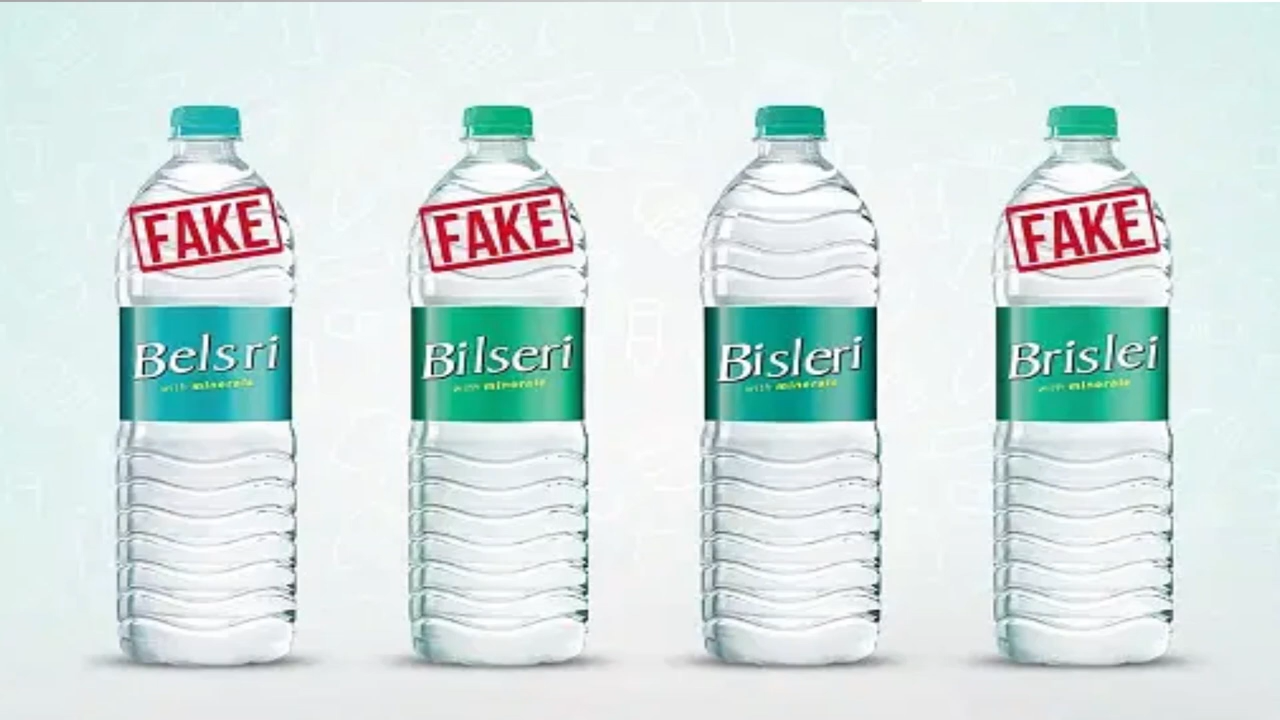 FAKE
Belsri
with minerals
FAKE
Bilseri
with minerals
Bisleri
with minerals
FAKE
Brislei
with minerals